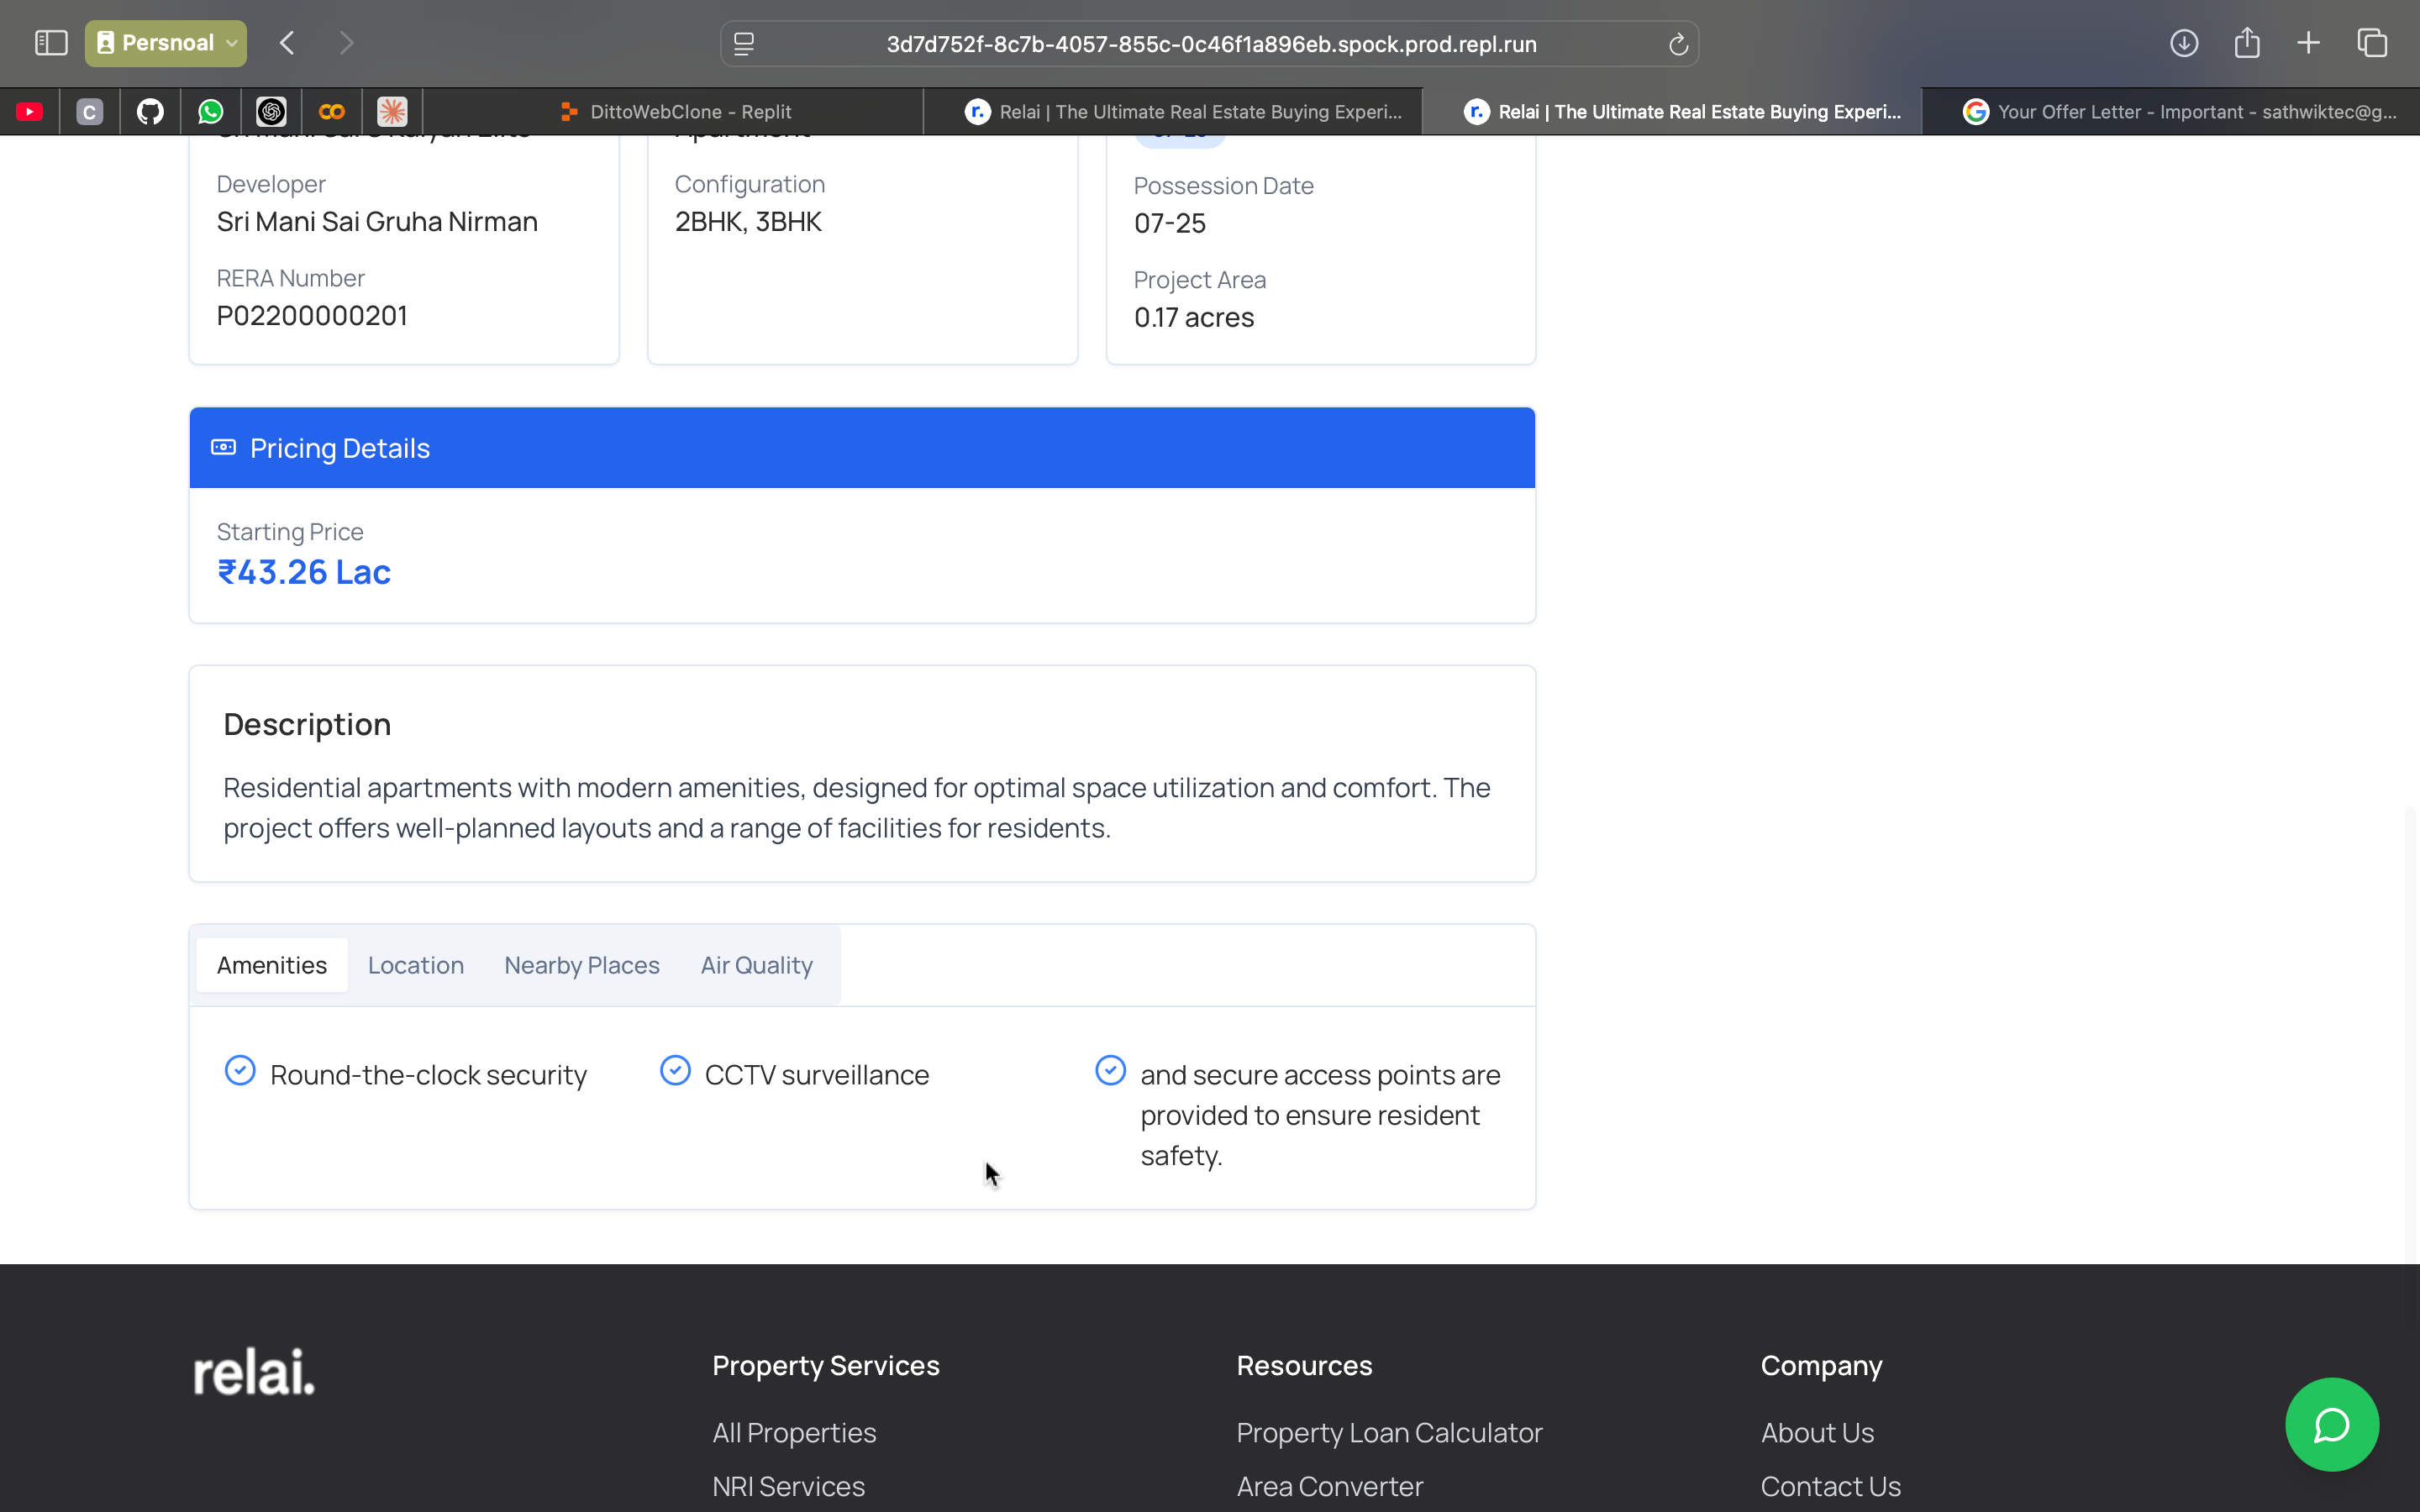 Persnoal
3d7d752f-8c7b-4057-855c-0c46f1a896eb.spock.prod.repl.run
C
DittoWebClone - Replit
r. Relai | The Ultimate Real Estate Buying Experi...
r. Relai | The Ultimate Real Estate Buying Experi...
Your Offer Letter - Important - sathwiktec@g...
Developer
Sri Mani Sai Gruha Nirman
RERA Number
P02200000201
Apartment
Configuration
2BHK, 3BHK
Possession Date
07-25
Project Area
0.17 acres
Pricing Details
Starting Price
₹43.26 Lac
Description
Residential apartments with modern amenities, designed for optimal space utilization and comfort. The
project offers well-planned layouts and a range of facilities for residents.
Amenities Location Nearby Places Air Quality
Round-the-clock security
CCTV surveillance
and secure access points are
provided to ensure resident
safety.
relai.
Property Services
All Properties
NRI Services
Resources
Property Loan Calculator
Area Converter
Company
About Us
Contact Us